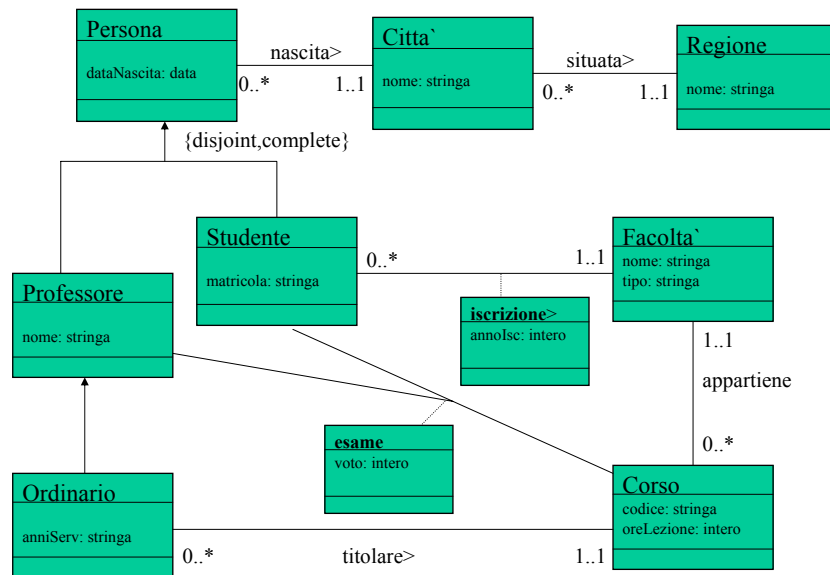 Persona
dataNascita: data
nascita>
0..*
1..1
Citta`
nome: stringa
situata>
0..*
1..1
Regione
nome: stringa
{disjoint,complete}
Studente
matricola: stringa
0..*
1..1
Facolta`
nome: stringa
tipo: stringa
Professore
nome: stringa
iscrizione>
annoIsc: intero
1..1
appartiene
0..*
esame
voto: intero
Ordinario
anniServ: stringa
0..*
titolare>
1..1
Corso
codice: stringa
oreLezione: intero